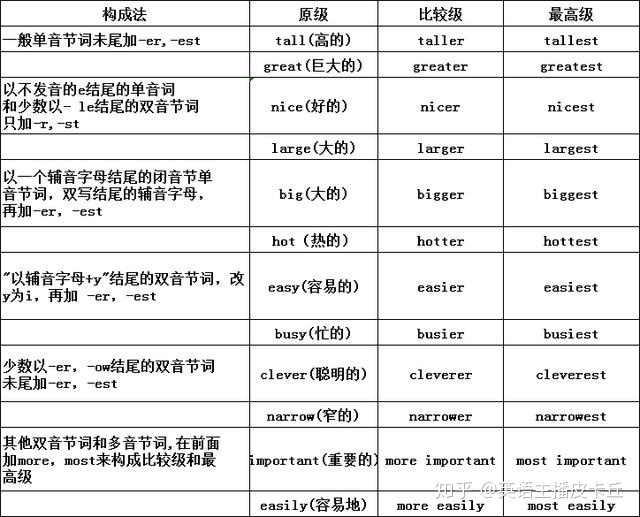 构成法 原级 比较级 最高级
一般单音节词未尾加-er,-est tall(高的) taller tallest
great(巨大的) greater greatest
以不发音的e结尾的单音词
和少数以- le结尾的双音节词
只加-r,-st
nice(好的) nicer nicest
large(大的) larger largest
以一个辅音字母结尾的闭音节单
音节词，双写结尾的辅音字母，
再加-er，-est
big(大的) bigger biggest
hot（热的） hotter hottest
"以辅音字母+y"结尾的双音节词，改
y为i，再加 -er，-est
easy(容易的) easier easiest
busy(忙的) busier busiest
少数以-er，-ow结尾的双音节词
未尾加-er，-est
clever(聪明的) cleverer cleverest
narrow(窄的) narrower narrowest
其他双音节词和多音节词,在前面
加more，most来构成比较级和最
高级
important(重要的) more important most important
easily(容易地) more easily most easily
知乎 @英语主播皮卡丘